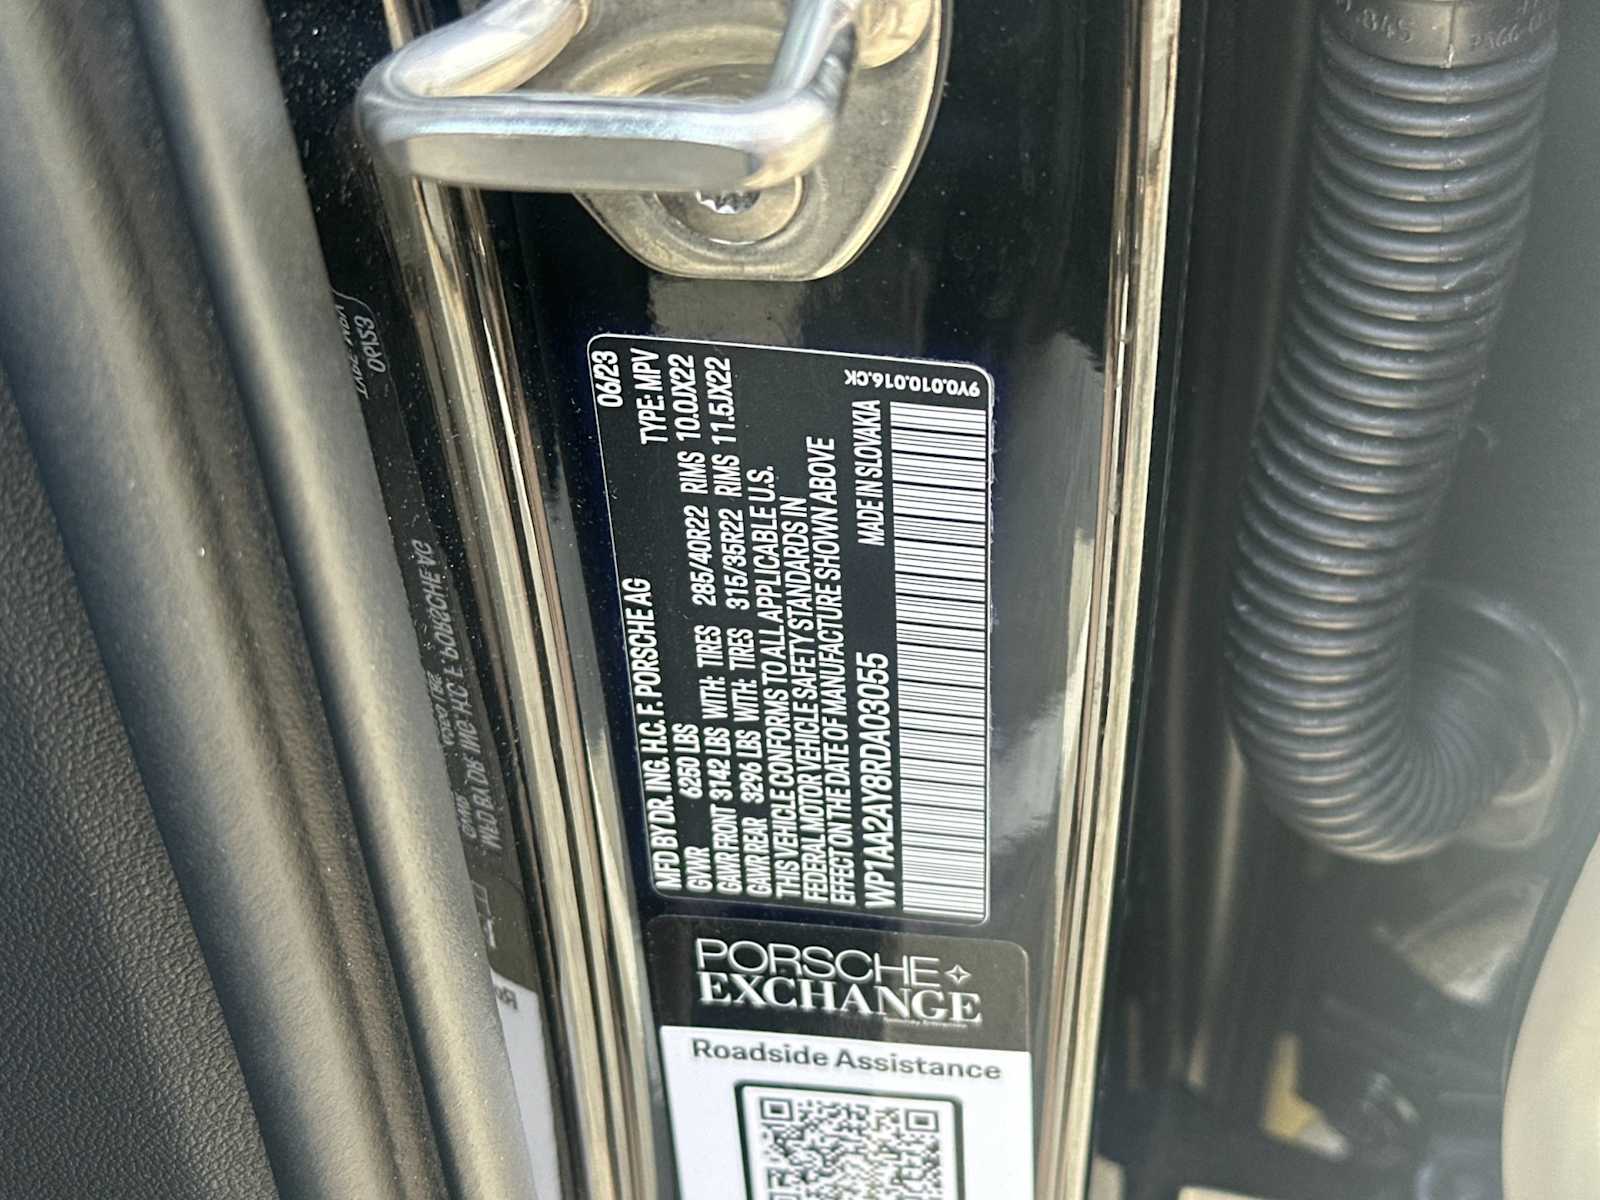 06/23
MFD BY DR. ING. H.C. F. PORSCHE AG
TYPE: MPV
GVWR 6250 LBS
GAWR FRONT 3142 LBS WITH: TIRES 285/40R22 RIMS 10.0JX22
GAWR REAR 3296 LBS WITH: TIRES 315/35R22 RIMS 11.5JX22
THIS VEHICLE CONFORMS TO ALL APPLICABLE U.S.
FEDERAL MOTOR VEHICLE SAFETY STANDARDS IN
EFFECT ON THE DATE OF MANUFACTURE SHOWN ABOVE
WP1AA2AY8RDA03055 MADE IN SLOVAKIA
9Y0.010.016.CK
PORSCHE
EXCHANGE
Roadside Assistance